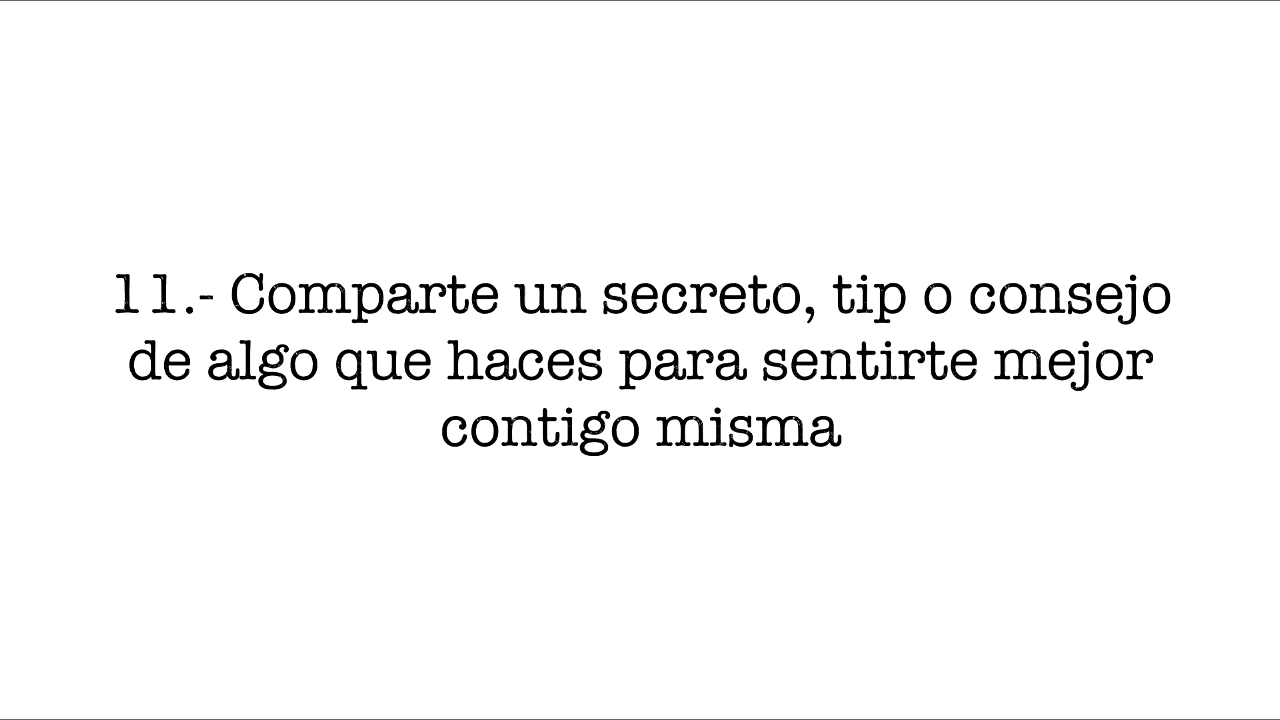 11.- Comparte un secreto, tip o consejo
de algo que haces para sentirte mejor
contigo misma